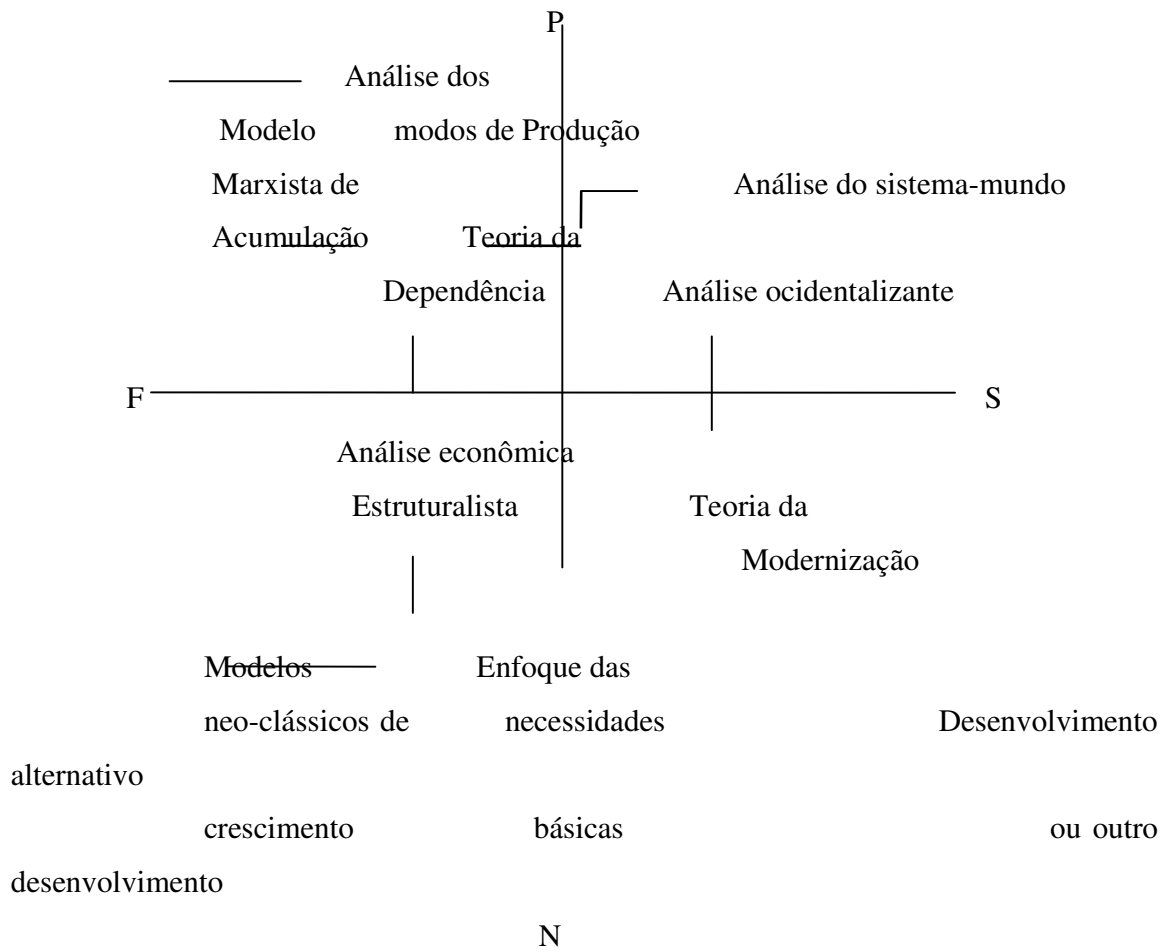 P
Análise dos
Modelo modos de Produção
Marxista de Análise do sistema-mundo
Acumulação Teoria da
Dependência Análise ocidentalizante
F S
Análise econômica
Estruturalista Teoria da
Modernização
Modelos Enfoque das
neo-clássicos de necessidades Desenvolvimento
alternativo
crescimento básicas ou outro
desenvolvimento
N